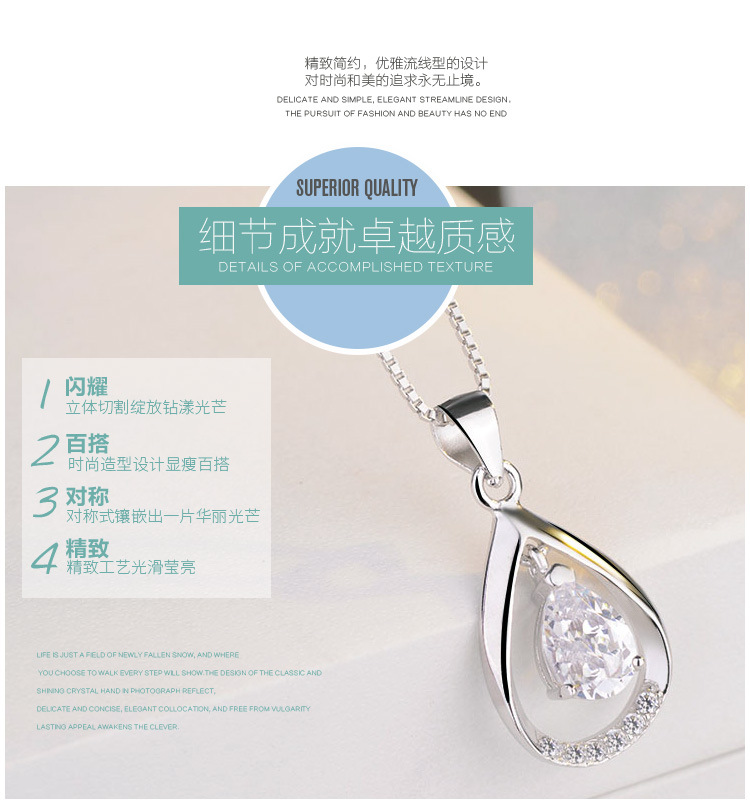 精致简约，优雅流线型的设计
对时尚和美的追求永无止境。
DELICATE AND SIMPLE, ELEGANT STREAMLINE DESIGN.
THE PURSUIT OF FASHION AND BEAUTY HAS NO END
SUPERIOR QUALITY
细节成就卓越质感
DETAILS OF ACCOMPLISHED TEXTURE
1 闪耀
立体切割绽放钻漾光芒
2 百搭
时尚造型设计显瘦百搭
3 对称
对称式镶嵌出一片华丽光芒
4 精致
精致工艺光滑莹亮
LIFE IS JUST A FIELD OF NEWLY FALLEN SNOW, AND WHERE
YOU CHOOSE TO WALK EVERY STEP WILL SHOW.THE DESIGN OF THE CLASSIC AND
SHINING CRYSTAL HAND IN PHOTOGRAPH REFLECT,
DELICATE AND CONCISE, ELEGANT COLLOCATION, AND FREE FROM VULGARITY
LASTING APPEAL AWAKENS THE CLEVER.